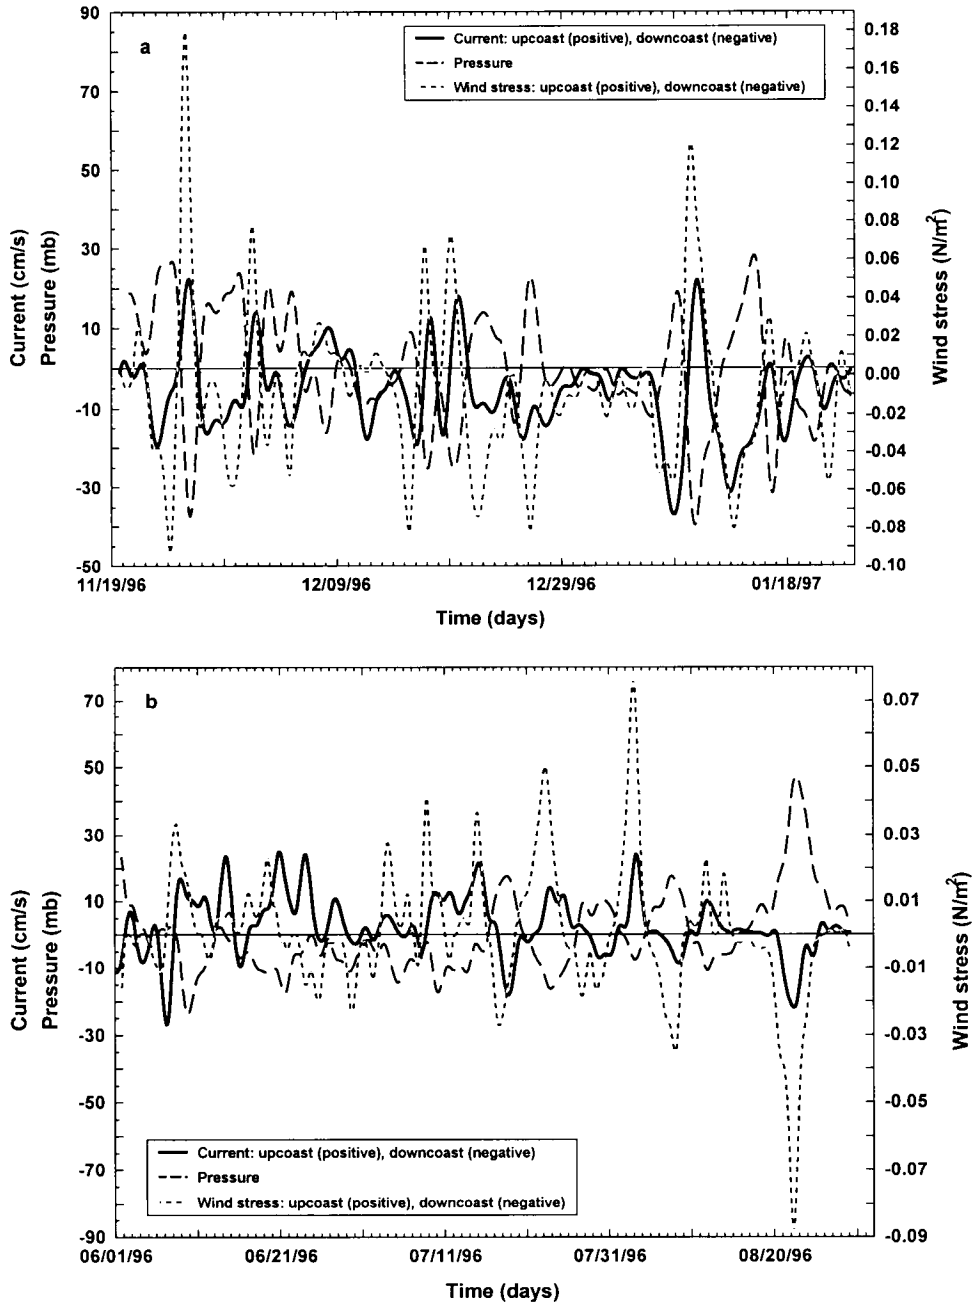 a
Current: upcoast (positive), downcoast (negative)
Pressure
Wind stress: upcoast (positive), downcoast (negative)
90
70
50
30
10
-10
-30
-50
Current (cm/s)
Pressure (mb)
0.18
0.16
0.14
0.12
0.10
0.08
0.06
0.04
0.02
0.00
-0.02
-0.04
-0.06
-0.08
-0.10
Wind stress (N/m²)
11/19/96 12/09/96 12/29/96 01/18/97
Time (days)
b
70
50
30
10
-10
-30
-50
-70
-90
Current (cm/s)
Pressure (mb)
0.07
0.05
0.03
0.01
-0.01
-0.03
-0.05
-0.07
-0.09
Wind stress (N/m²)
Current: upcoast (positive), downcoast (negative)
Pressure
Wind stress: upcoast (positive), downcoast (negative)
06/01/96 06/21/96 07/11/96 07/31/96 08/20/96
Time (days)